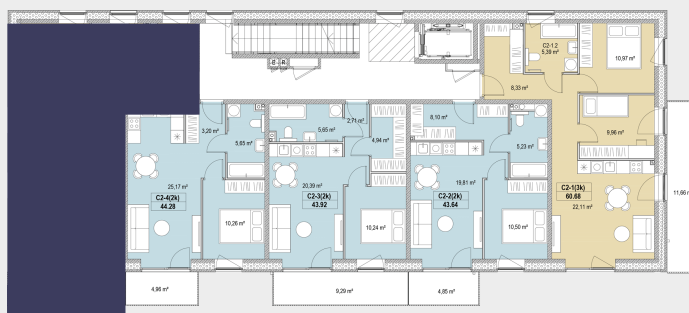 C2-1.2
5,39 m²
10,97 m²
8,33 m²
9,96 m²
3,20 m²
5,65 m²
5,65 m²
2,71 m²
4,94 m²
6,10 m²
5,23 m²
25,17 m²
C2-4(2k)
44.28
20,39 m²
C2-3(2k)
43.92
19,81 m²
C2-2(2k)
43.64
C2-1(3k)
60.68
22,11 m²
11,66 m
10,26 m²
10,24 m²
10,50 m²
4,96 m²
9,29 m²
4,85 m²